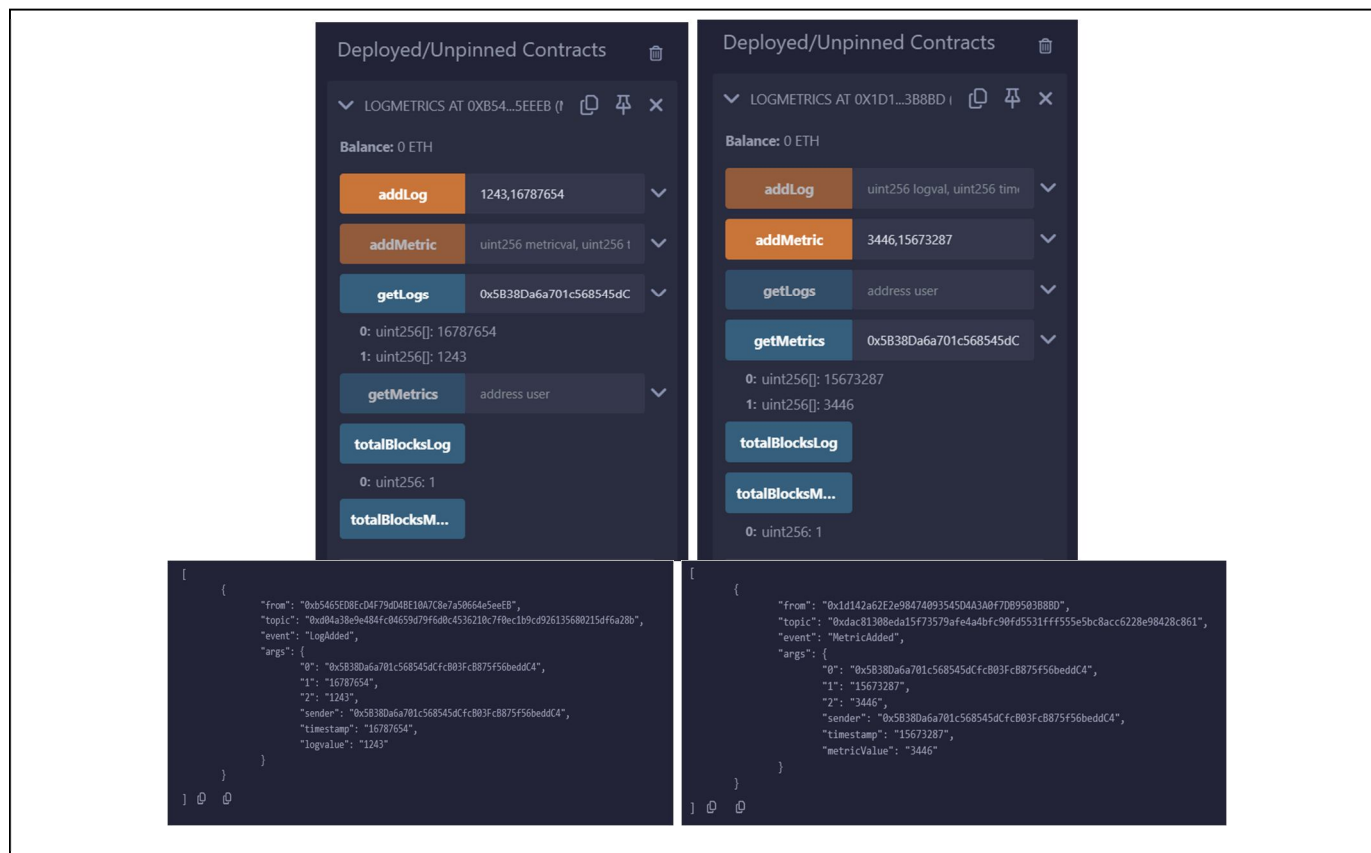 Deployed/Unpinned Contracts
LOGMETRICS AT 0XB54...5EEEB (
Balance: 0 ETH
addLog 1243,16787654
addMetric uint256 metricval, uint256 t
getLogs 0x5B38Da6a701c568545dC
0: uint256[]: 16787654
1: uint256[]: 1243
getMetrics address user
totalBlocksLog
0: uint256: 1
totalBlocksM...
Deployed/Unpinned Contracts
LOGMETRICS AT 0X1D1...3B8BD (
Balance: 0 ETH
addLog uint256 logval, uint256 time
addMetric 3446,15673287
getLogs address user
getMetrics 0x5B38Da6a701c568545dC
0: uint256[]: 15673287
1: uint256[]: 3446
totalBlocksLog
totalBlocksM...
0: uint256: 1
[
{
"from": "0xb5465ED8EcD4F79dD4BE10A7C8e7a50664e5eeEB",
"topic": "0xd04a38e9e484fc04659d79f6d0c4536210c7f0ec1b9cd926135680215df6a28b",
"event": "LogAdded",
"args": {
"0": "0x5B38Da6a701c568545dCfcB03FcB875f56beddC4",
"1": "16787654",
"2": "1243",
"sender": "0x5B38Da6a701c568545dCfcB03FcB875f56beddC4",
"timestamp": "16787654",
"logvalue": "1243"
}
}
]
[
{
"from": "0x1d142a62E2e98474093545D4A3A0f7DB9503B8BD",
"topic": "0xdac81308eda15f73579afe4a4bfc90fd5531fff555e5bc8acc6228e98428c861",
"event": "MetricAdded",
"args": {
"0": "0x5B38Da6a701c568545dCfcB03FcB875f56beddC4",
"1": "15673287",
"2": "3446",
"sender": "0x5B38Da6a701c568545dCfcB03FcB875f56beddC4",
"timestamp": "15673287",
"metricValue": "3446"
}
}
]